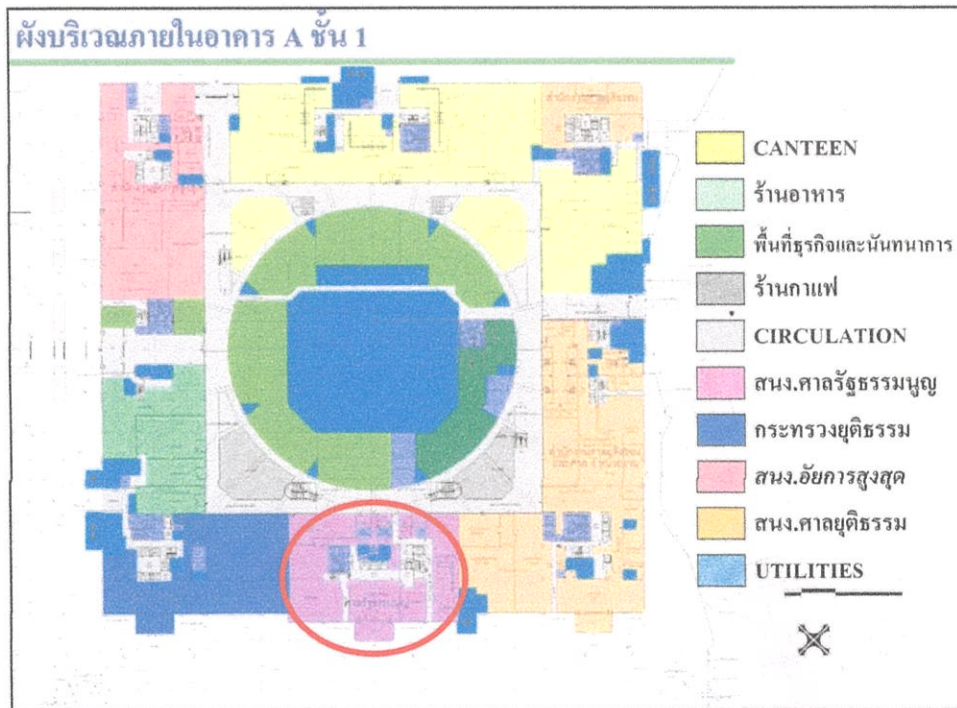 ผังบริเวณภายในอาคาร A ชั้น 1
CANTEEN
ร้านอาหาร
พื้นที่ธุรกิจและนันทนาการ
ร้านกาแฟ
CIRCULATION
สนง.ศาลรัฐธรรมนูญ
กระทรวงยุติธรรม
สนง.อัยการสูงสุด
สนง.ศาลยุติธรรม
UTILITIES